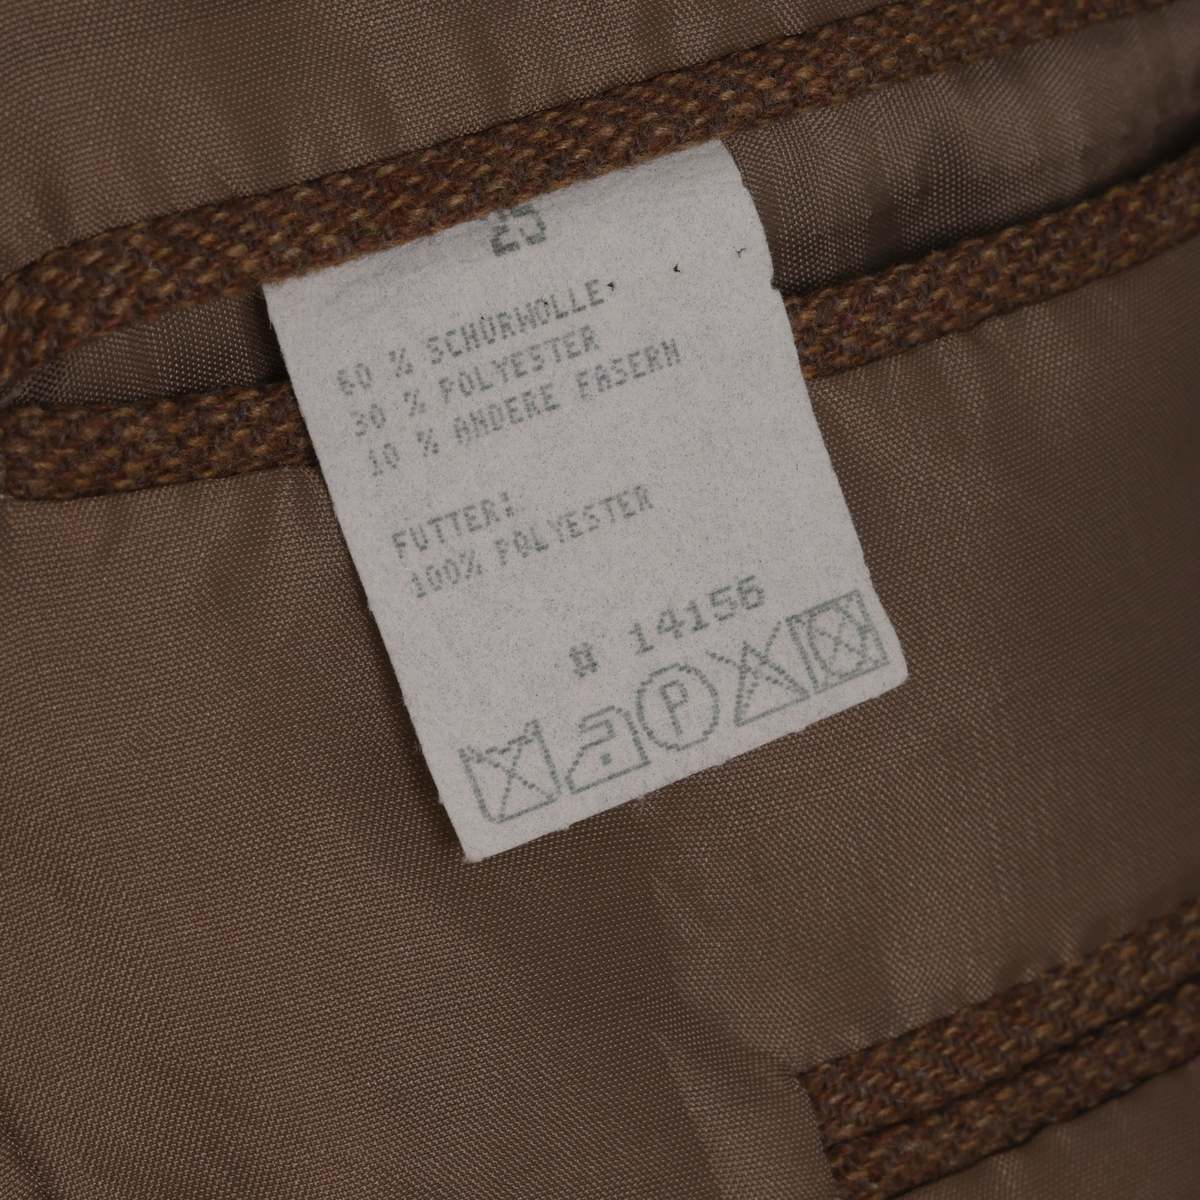 25
60 % SCHURWOLLE
30 % POLYESTER
10 % ANDERE FASERN
FUTTER:
100% POLYESTER
# 14156
P